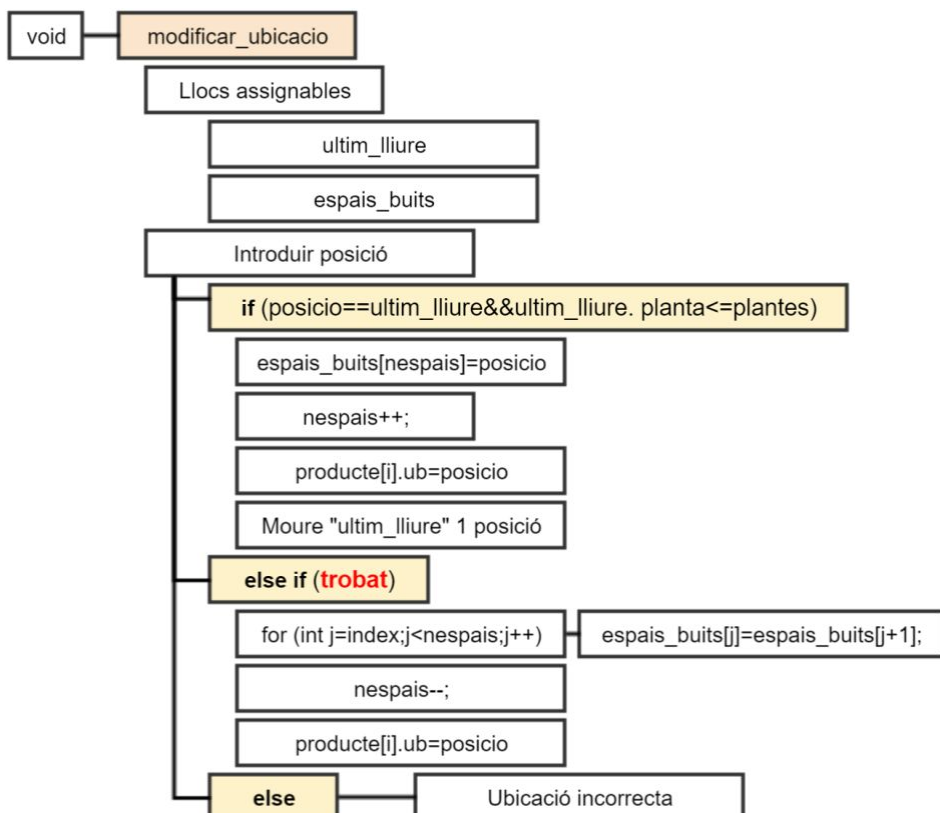 void modificar_ubicacio
Llocs assignables
ultim_lliure
espais_buits
Introduir posició
if (posicio==ultim_lliure&&ultim_lliure. planta<=plantes)
espais_buits[nespais]=posicio
nespais++;
producte[i].ub=posicio
Moure "ultim_lliure" 1 posició
else if (trobat)
for (int j=index;j<nespais;j++) espais_buits[j]=espais_buits[j+1];
nespais--;
producte[i].ub=posicio
else Ubicació incorrecta